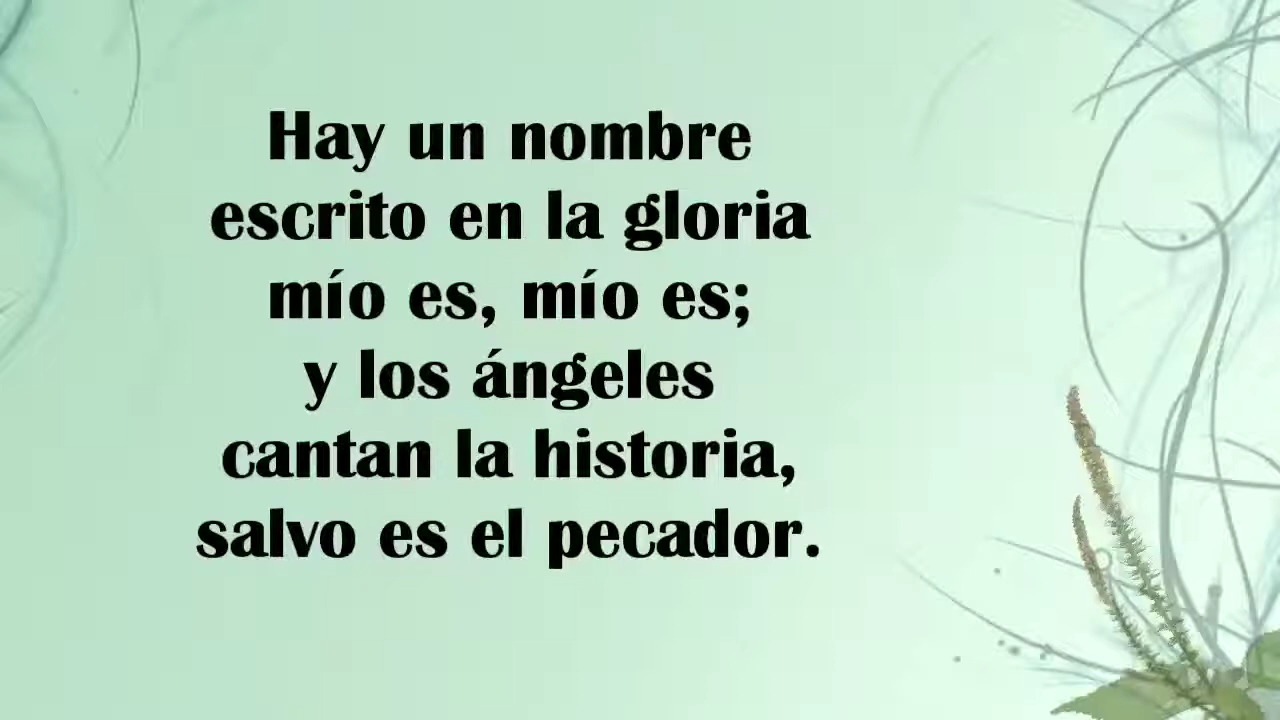 Hay un nombre
escrito en la gloria
mío es, mío es;
y los ángeles
cantan la historia,
salvo es el pecador.